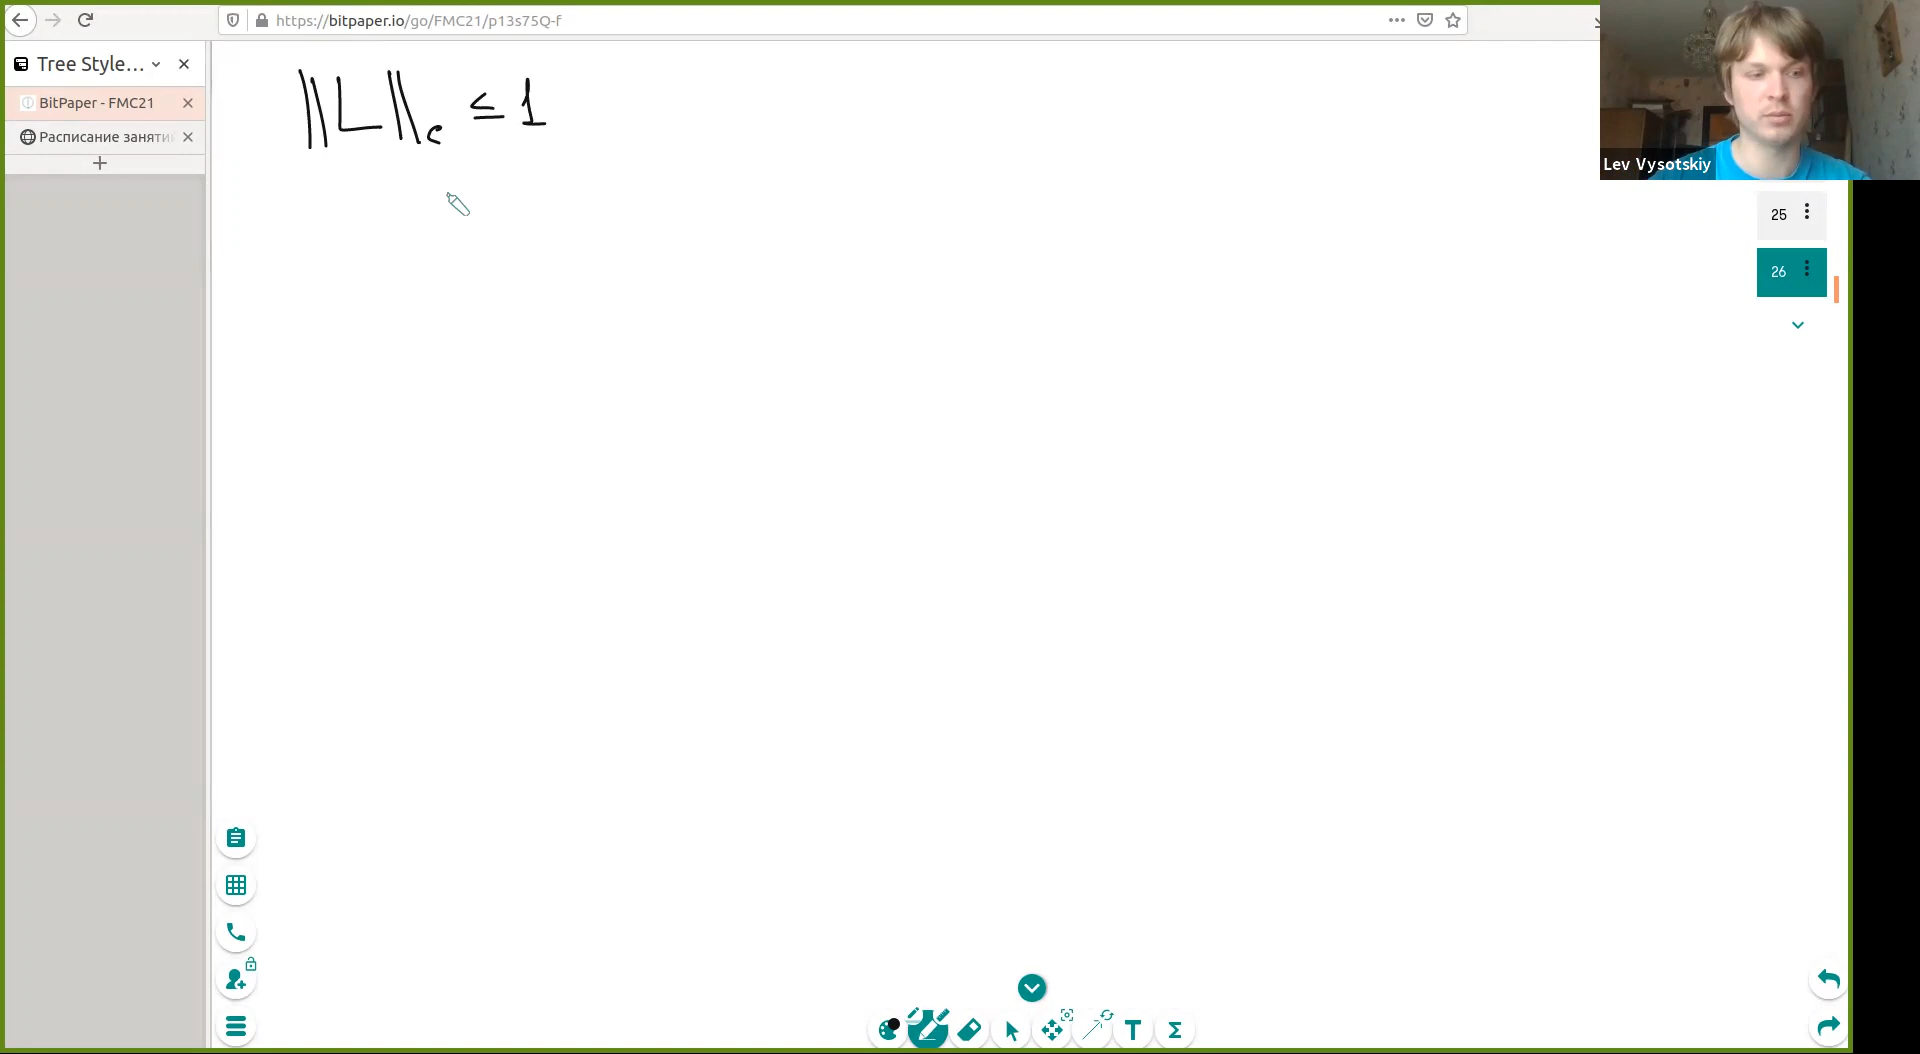 https://bitpaper.io/go/FMC21/p13s75Q-f
Tree Style...
BitPaper - FMC21
Расписание заняти
‖L‖c ≤ 1
Lev Vysotskiy
25
26
T
Σ